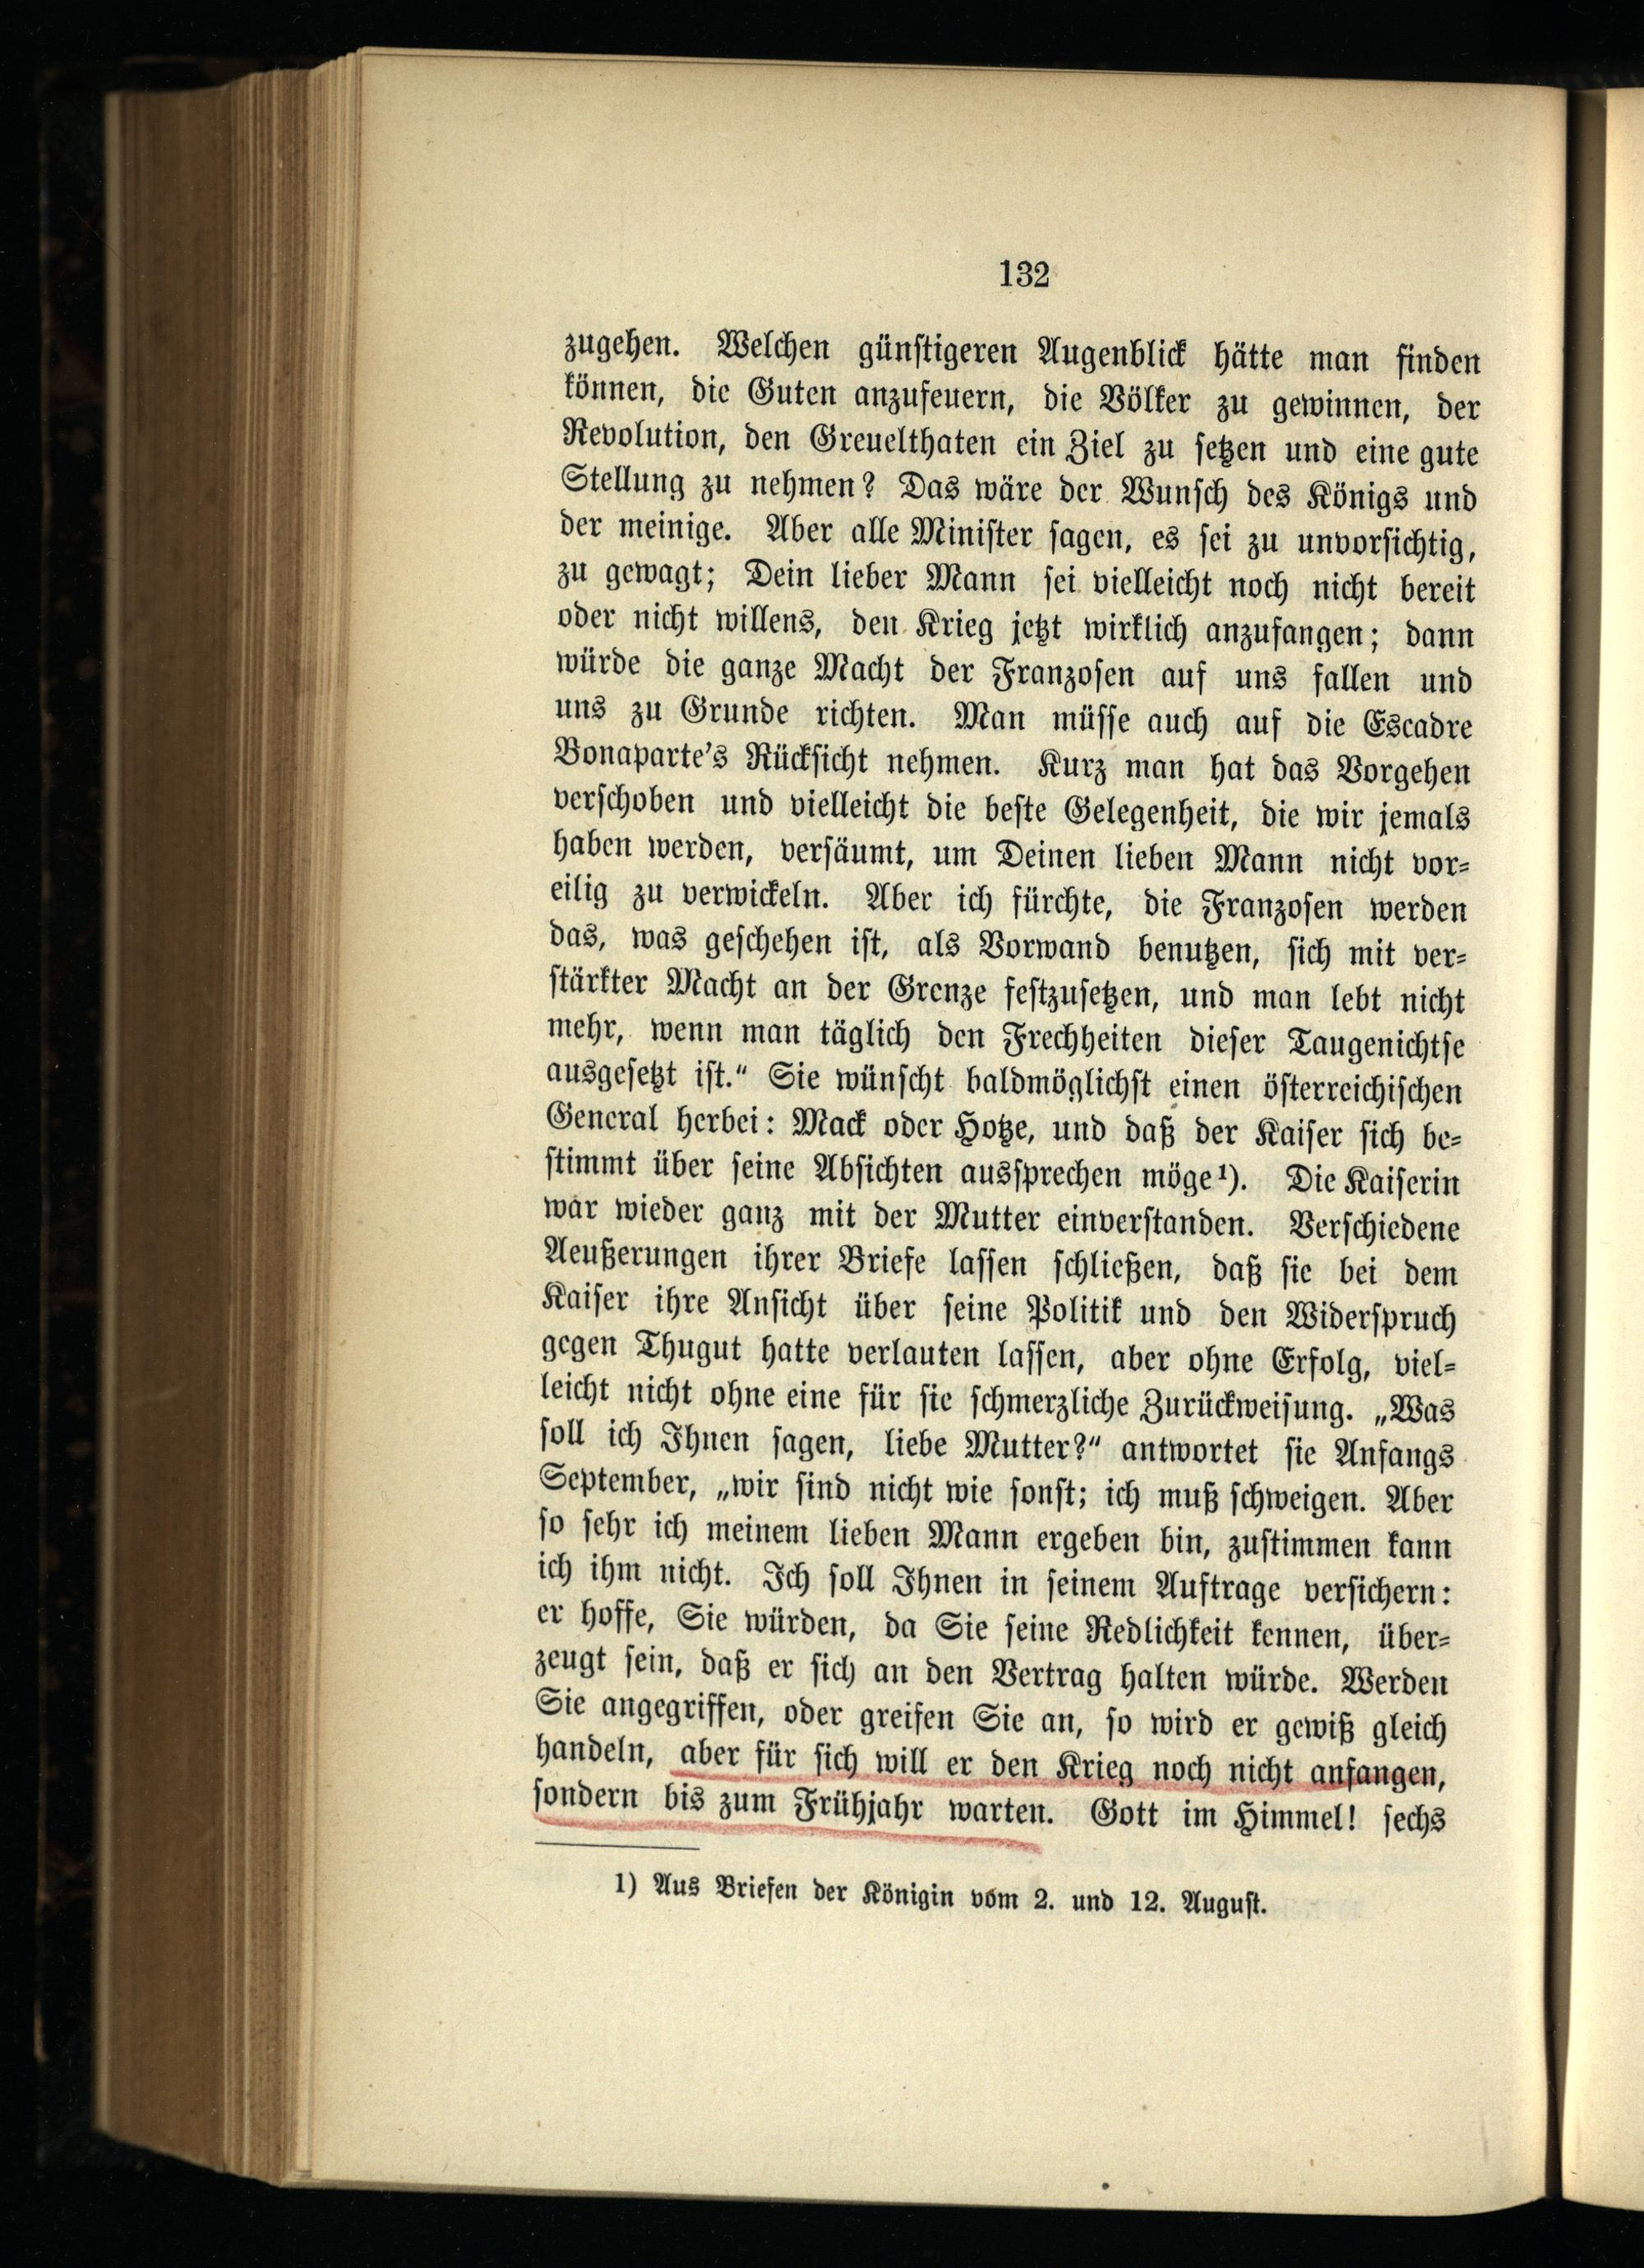 132
zugehen. Welchen günstigeren Augenblick hätte man finden
können, die Guten anzufeuern, die Völker zu gewinnen, der
Revolution, den Greuelthaten ein Ziel zu setzen und eine gute
Stellung zu nehmen? Das wäre der Wunsch des Königs und
der meinige. Aber alle Minister sagen, es sei zu unvorsichtig,
zu gewagt; Dein lieber Mann sei vielleicht noch nicht bereit
oder nicht willens, den Krieg jetzt wirklich anzufangen; dann
würde die ganze Macht der Franzosen auf uns fallen und
uns zu Grunde richten. Man müsse auch auf die Escadre
Bonaparte's Rücksicht nehmen. Kurz man hat das Vorgehen
verschoben und vielleicht die beste Gelegenheit, die wir jemals
haben werden, versäumt, um Deinen lieben Mann nicht vor-
eilig zu verwickeln. Aber ich fürchte, die Franzosen werden
das, was geschehen ist, als Vorwand benutzen, sich mit ver-
stärkter Macht an der Grenze festzusetzen, und man lebt nicht
mehr, wenn man täglich den Frechheiten dieser Taugenichtse
ausgesetzt ist.“ Sie wünscht baldmöglichst einen österreichischen
General herbei: Mack oder Hotze, und daß der Kaiser sich be-
stimmt über seine Absichten aussprechen möge¹). Die Kaiserin
war wieder ganz mit der Mutter einverstanden. Verschiedene
Aeußerungen ihrer Briefe lassen schließen, daß sie bei dem
Kaiser ihre Ansicht über seine Politik und den Widerspruch
gegen Thugut hatte verlauten lassen, aber ohne Erfolg, viel-
leicht nicht ohne eine für sie schmerzliche Zurückweisung. „Was
soll ich Ihnen sagen, liebe Mutter?“ antwortet sie Anfangs
September, „wir sind nicht wie sonst; ich muß schweigen. Aber
so sehr ich meinem lieben Mann ergeben bin, zustimmen kann
ich ihm nicht. Ich soll Ihnen in seinem Auftrage versichern:
er hoffe, Sie würden, da Sie seine Redlichkeit kennen, über-
zeugt sein, daß er sich an den Vertrag halten würde. Werden
Sie angegriffen, oder greifen Sie an, so wird er gewiß gleich
handeln, aber für sich will er den Krieg noch nicht anfangen,
sondern bis zum Frühjahr warten. Gott im Himmel! sechs
1) Aus Briefen der Königin vom 2. und 12. August.